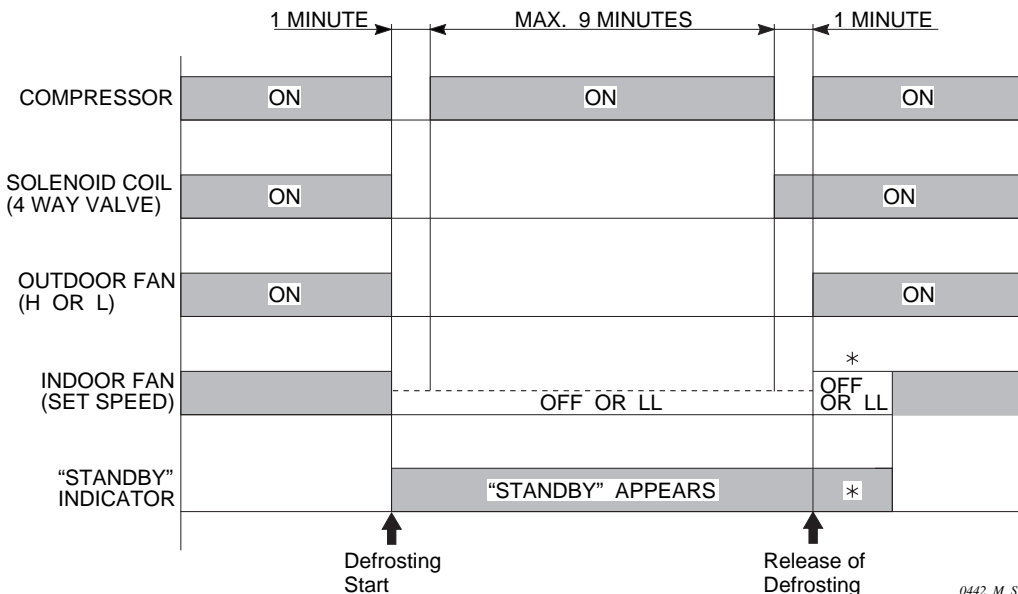 1 MINUTE MAX. 9 MINUTES 1 MINUTE
COMPRESSOR ON ON ON
SOLENOID COIL
(4 WAY VALVE) ON ON
OUTDOOR FAN
(H OR L) ON ON
INDOOR FAN
(SET SPEED)
OFF OR LL
*
OFF
OR LL
“STANDBY”
INDICATOR
“STANDBY” APPEARS *
Defrosting
Start
Release of
Defrosting
0442_M_S